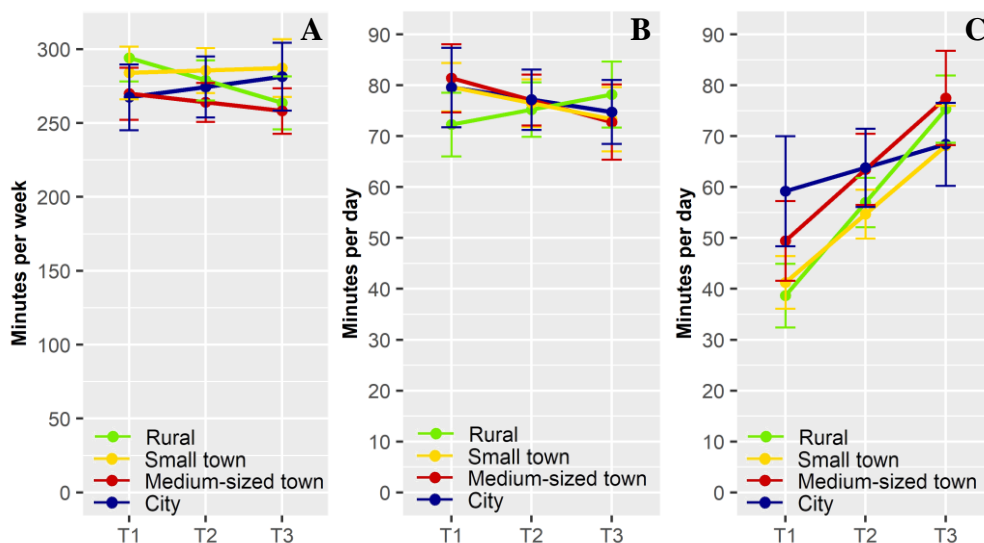 A
Minutes per week
300
250
200
150
100
50
0
Rural
Small town
Medium-sized town
City
T1 T2 T3
B
Minutes per day
90
80
70
60
50
40
30
20
10
0
Rural
Small town
Medium-sized town
City
T1 T2 T3
C
Minutes per day
90
80
70
60
50
40
30
20
10
0
Rural
Small town
Medium-sized town
City
T1 T2 T3